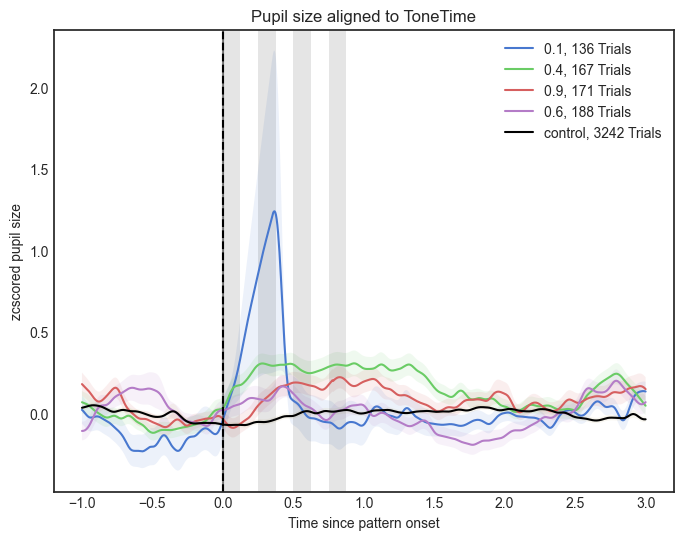 Pupil size aligned to ToneTime
0.1, 136 Trials
0.4, 167 Trials
0.9, 171 Trials
0.6, 188 Trials
control, 3242 Trials
zcscored pupil size
2.0
1.5
1.0
0.5
0.0
−1.0 −0.5 0.0 0.5 1.0 1.5 2.0 2.5 3.0
Time since pattern onset